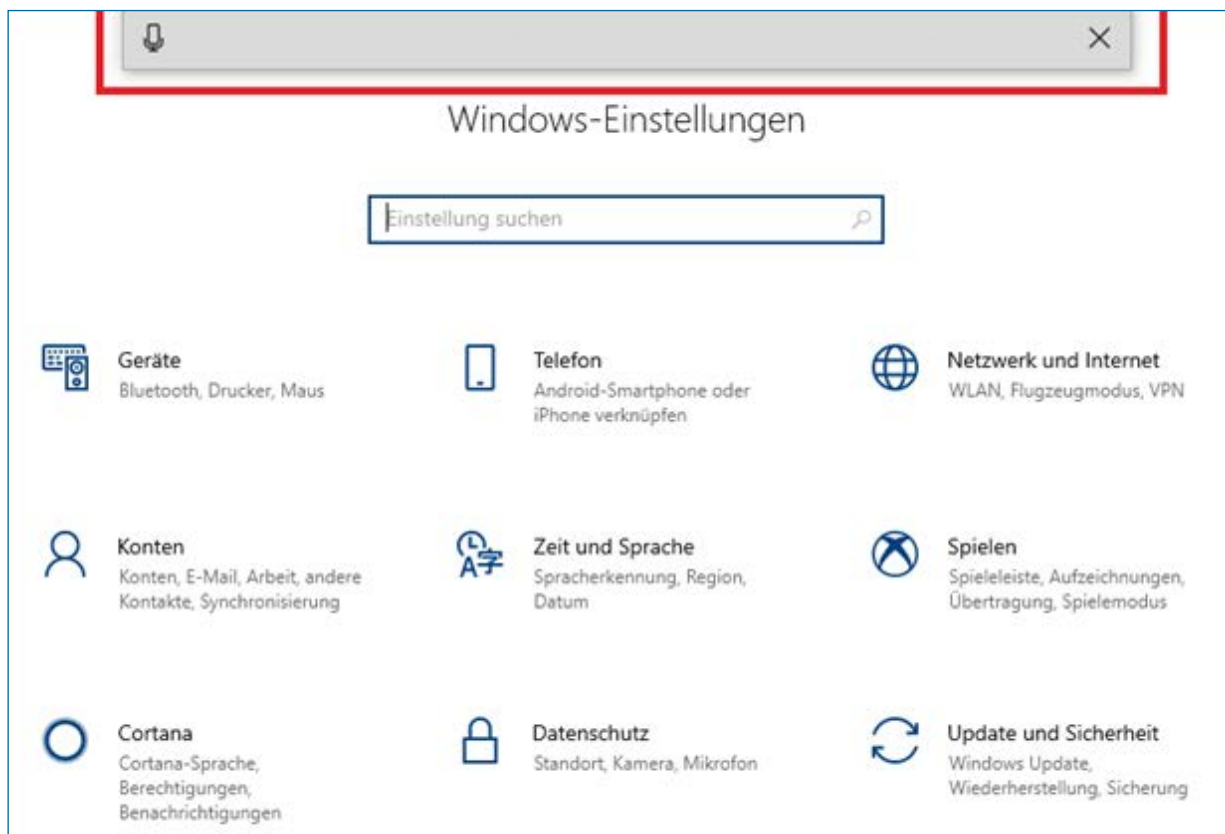 Windows-Einstellungen
Einstellung suchen
Geräte
Bluetooth, Drucker, Maus
Telefon
Android-Smartphone oder
iPhone verknüpfen
Netzwerk und Internet
WLAN, Flugzeugmodus, VPN
Konten
Konten, E-Mail, Arbeit, andere
Kontakte, Synchronisierung
Zeit und Sprache
Spracherkennung, Region,
Datum
Spielen
Spieleleiste, Aufzeichnungen,
Übertragung, Spielemodus
Cortana
Cortana-Sprache,
Berechtigungen,
Benachrichtigungen
Datenschutz
Standort, Kamera, Mikrofon
Update und Sicherheit
Windows Update,
Wiederherstellung, Sicherung